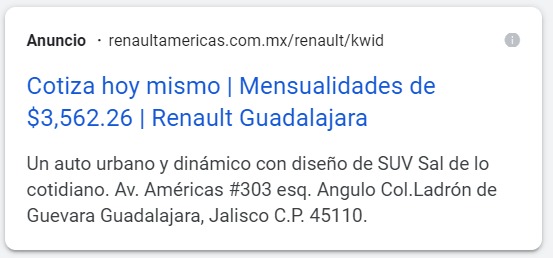 Anuncio · renaultamericas.com.mx/renault/kwid
Cotiza hoy mismo | Mensualidades de
$3,562.26 | Renault Guadalajara
Un auto urbano y dinámico con diseño de SUV Sal de lo
cotidiano. Av. Américas #303 esq. Angulo Col.Ladrón de
Guevara Guadalajara, Jalisco C.P. 45110.